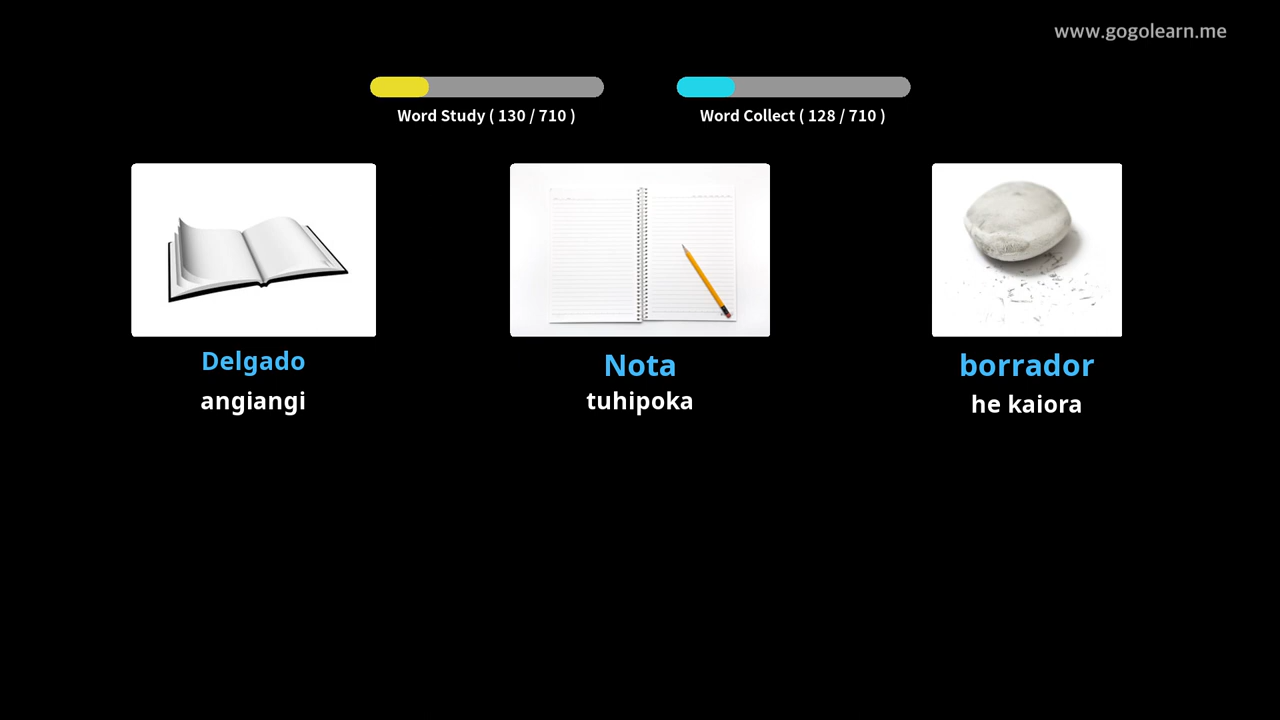 www.gogolearn.me
Word Study ( 130 / 710 )
Word Collect ( 128 / 710 )
Delgado
angiangi
Nota
tuhipoka
borrador
he kaiora